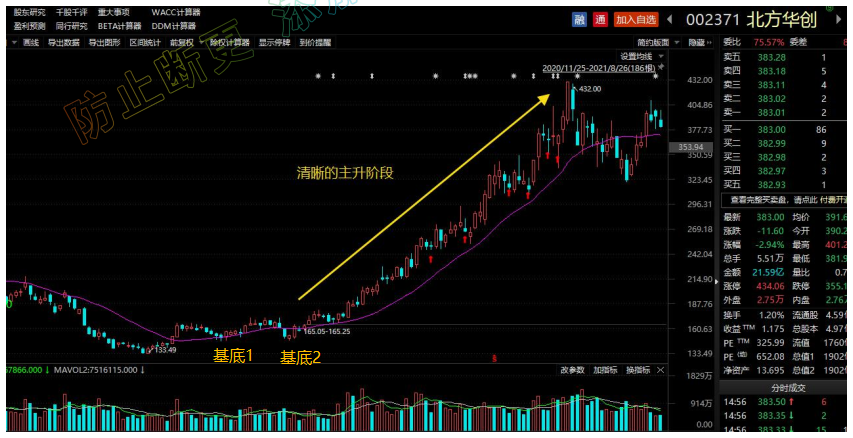 股东研究 千股千评 重大事项 WACC计算器
盈利预测 同行研究 BETA计算器 DDM计算器
融 通 加入自选 002371 北方华创
画线 导出数据 导出图形 区间统计 能复权 除权计算器 显示停牌 到价提醒
简约版面 隐藏
设置均线
2020/11/25-2021/8/26(186根)
防止断更
432.00
404.86
377.73
353.94
350.59
323.45
296.31
269.18
242.04
214.90
187.76
160.63
133.49
432.00
清晰的主升阶段
165.05-165.25
133.49
基底1
基底2
67866.000 ↓ MAVOL2:7516115.000 ↓
改参数 加指标 换指标
1829万
914万
0.00
委比 75.57% 委差
卖五 383.28 1
卖四 383.18 5
卖三 383.11 4
卖二 383.02 2
卖一 383.01 2
买一 383.00 86
买二 382.99 9
买三 382.98 2
买四 382.97 3
买五 382.93 1
查看完整买卖盘，请点此 付费开通
最新 383.00 均价 391.6
涨跌 -11.60 今开 390.2
涨幅 -2.94% 最高 401.2
总手 5.51万 最低 381.9
金额 21.59亿 量比 0.7
涨停 434.06 跌停 355.1
外盘 2.75万 内盘 2.76万
换手 1.20% 流通股 4.59
收益 TTM 1.175 总股本 4.97
PE TTM 325.99 流值 1760
PE (动) 652.08 总值1 1902
净资产 13.695 总值2 1902
分时成交
14:56 383.50 ↑ 6
14:56 383.35 ↓ 2
14:56 383.33 ↓ 15